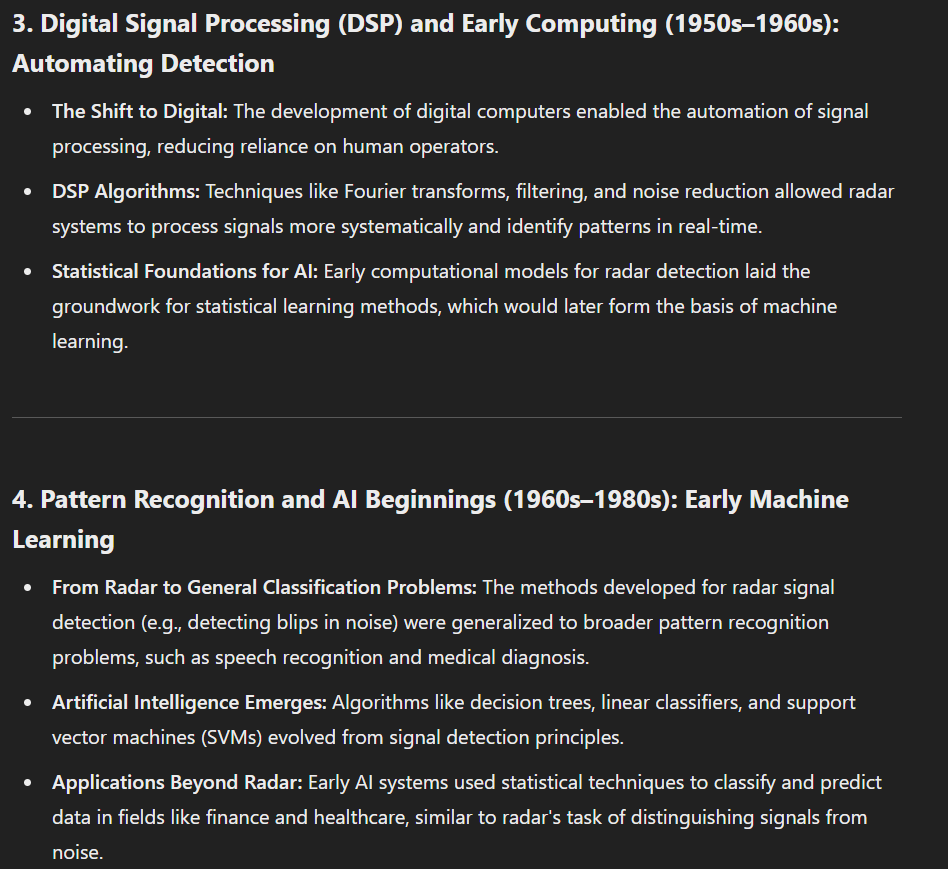 3. Digital Signal Processing (DSP) and Early Computing (1950s–1960s):
Automating Detection
• The Shift to Digital: The development of digital computers enabled the automation of signal
processing, reducing reliance on human operators.
• DSP Algorithms: Techniques like Fourier transforms, filtering, and noise reduction allowed radar
systems to process signals more systematically and identify patterns in real-time.
• Statistical Foundations for AI: Early computational models for radar detection laid the
groundwork for statistical learning methods, which would later form the basis of machine
learning.
4. Pattern Recognition and AI Beginnings (1960s–1980s): Early Machine
Learning
• From Radar to General Classification Problems: The methods developed for radar signal
detection (e.g., detecting blips in noise) were generalized to broader pattern recognition
problems, such as speech recognition and medical diagnosis.
• Artificial Intelligence Emerges: Algorithms like decision trees, linear classifiers, and support
vector machines (SVMs) evolved from signal detection principles.
• Applications Beyond Radar: Early AI systems used statistical techniques to classify and predict
data in fields like finance and healthcare, similar to radar's task of distinguishing signals from
noise.